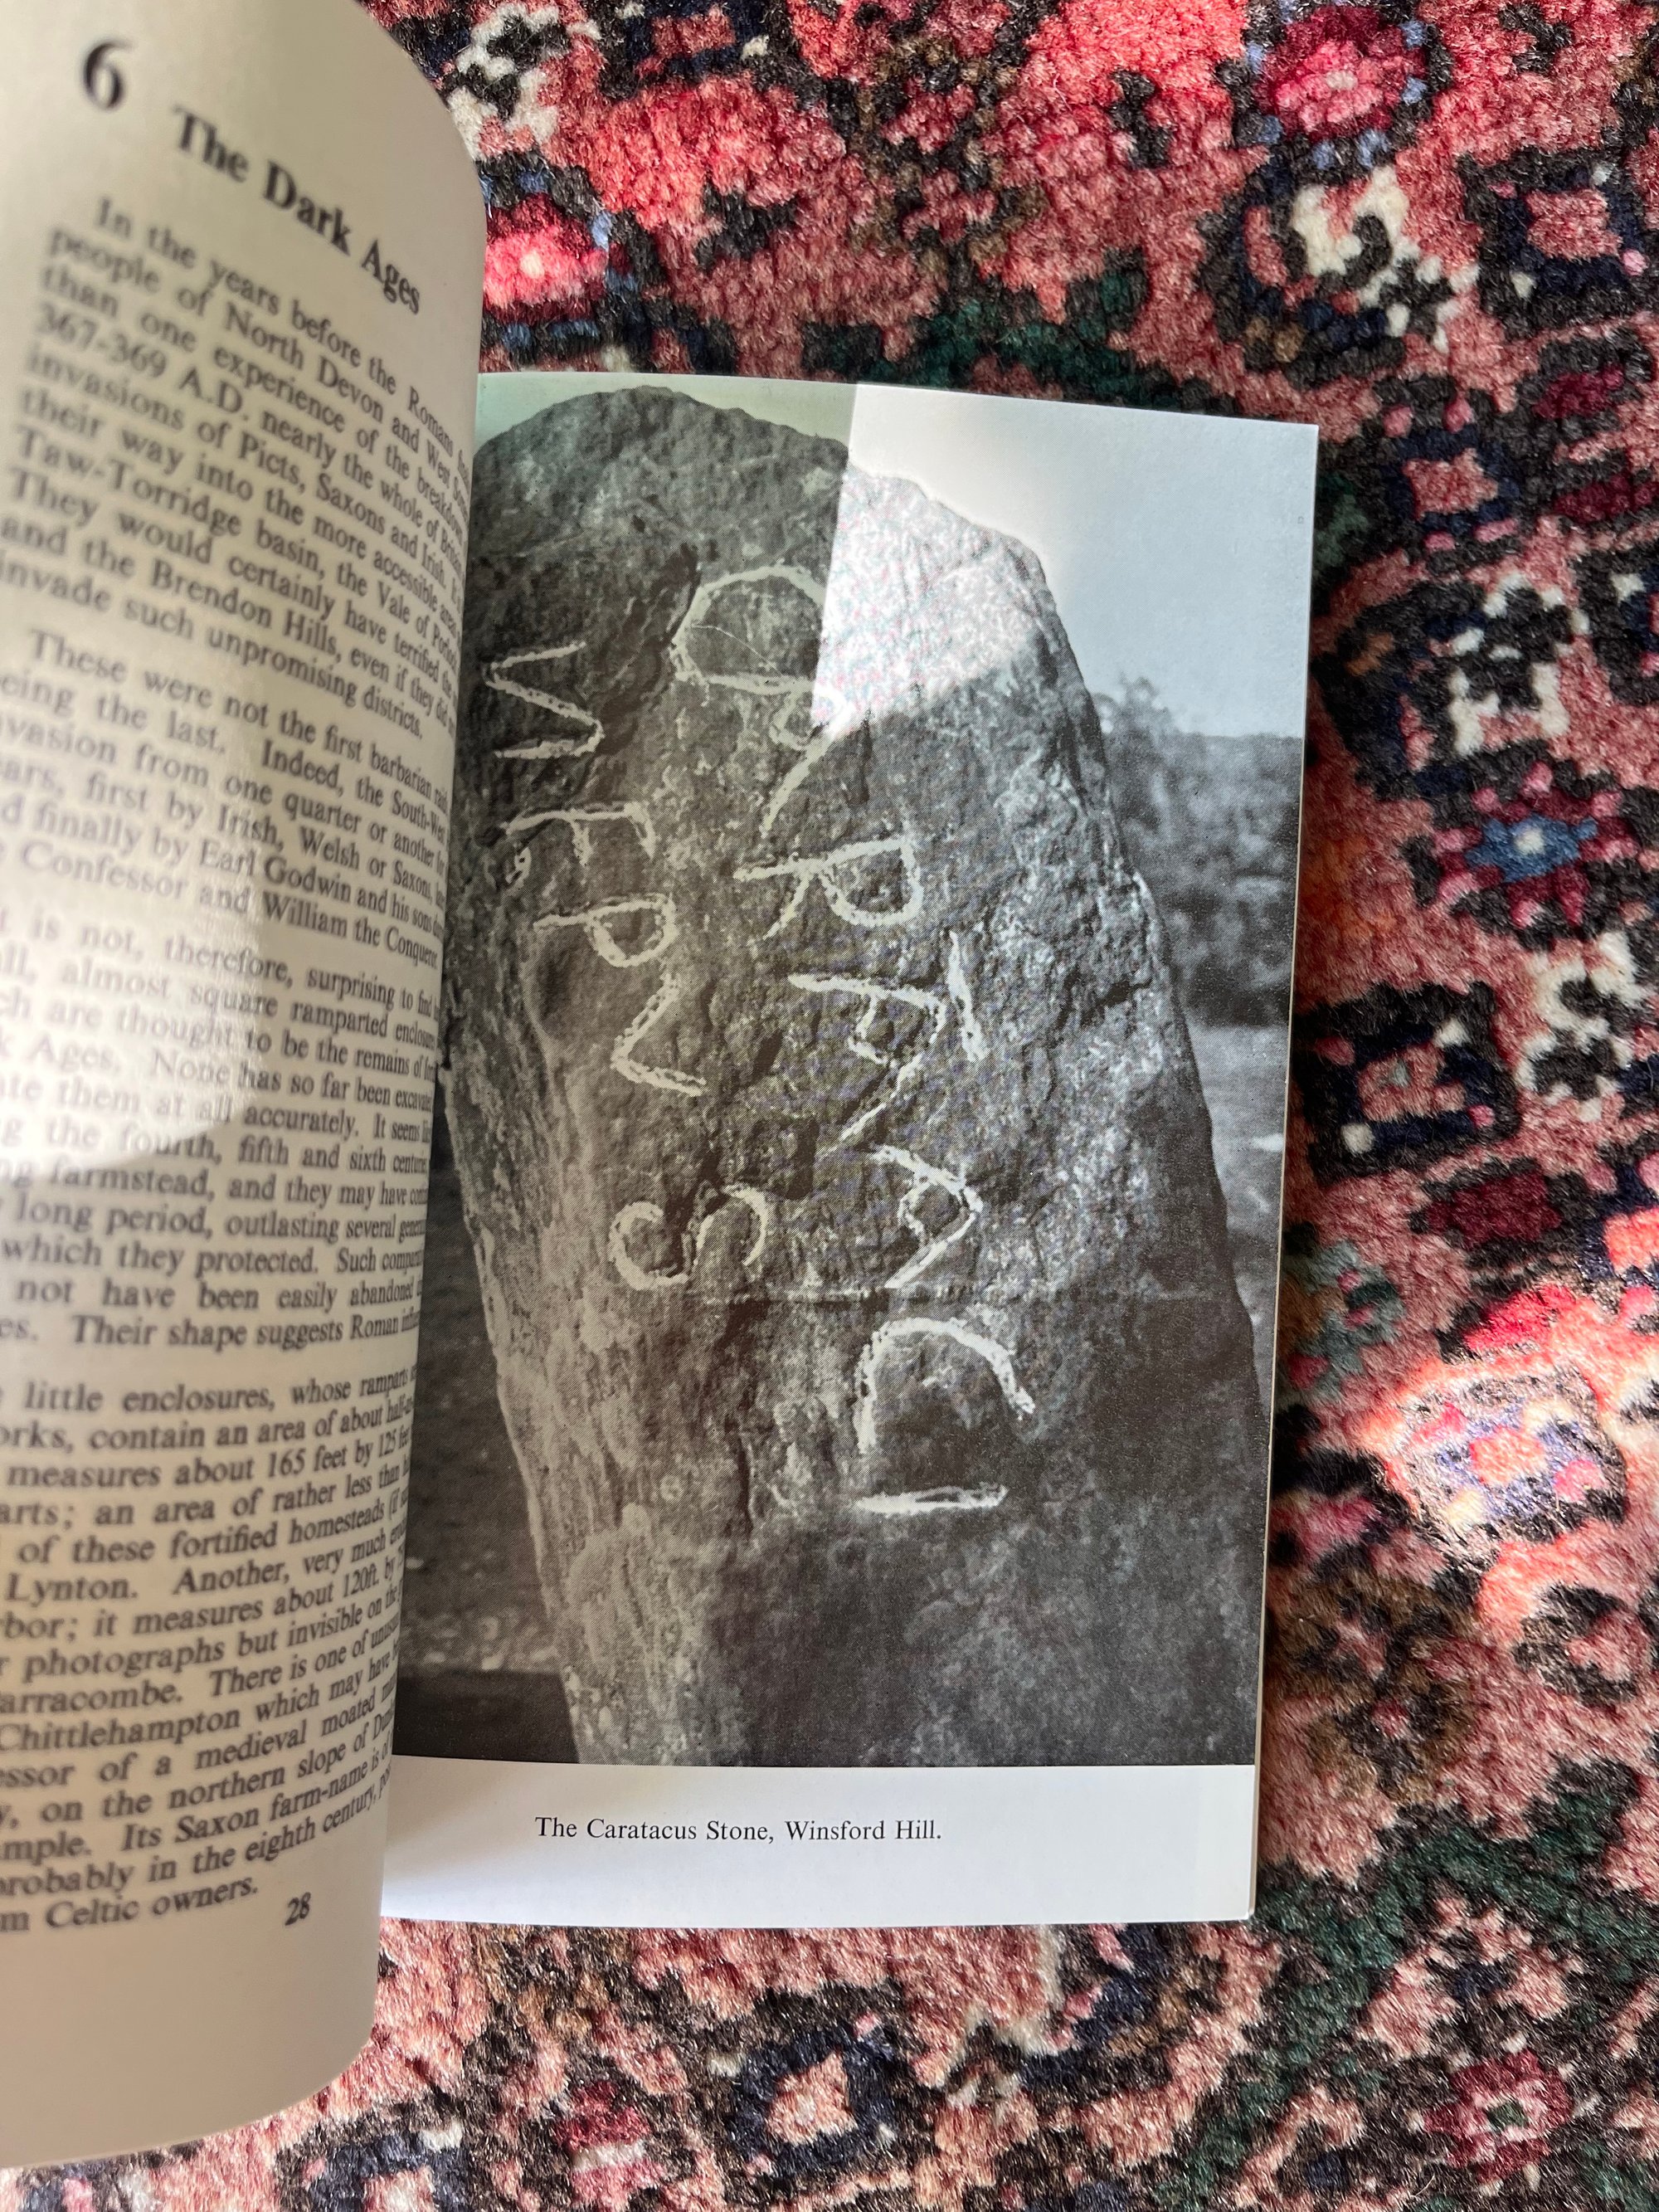 6
The Dark Ages
In the years before the Romans
people of North Devon and West
than one experience of the breakdown
367-369 A.D. nearly the whole of
invasions of Picts, Saxons and Irish.
their way into the more accessible
Taw-Torridge basin, the Vale of
They would certainly have terrified the
and the Brendon Hills, even if they did
invade such unpromising districts.
These were not the first barbarian
being the last. Indeed, the South-West
invasion from one quarter or another
years, first by Irish, Welsh or Saxons,
and finally by Earl Godwin and his sons
Confessor and William the Conqueror.
is not, therefore, surprising to find
almost square ramparted
are thought to be the remains of
Ages. None has so far been
them at all accurately. It seems
the fourth, fifth and sixth
farmstead, and they may have
long period, outlasting several
which they protected. Such
not have been easily abandoned
Their shape suggests Roman
little enclosures, whose ramparts
contain an area of about
measures about 165 feet by 125
an area of rather less than
of these fortified homesteads
Lynton. Another, very much
it measures about 120ft. by
photographs but invisible on the
There is one of
Chittlehampton which may have
of a medieval moated
on the northern slope of
Its Saxon farm-name is
probably in the eighth century,
Celtic owners.
28
CARATACI
NEPVS
The Caratacus Stone, Winsford Hill.